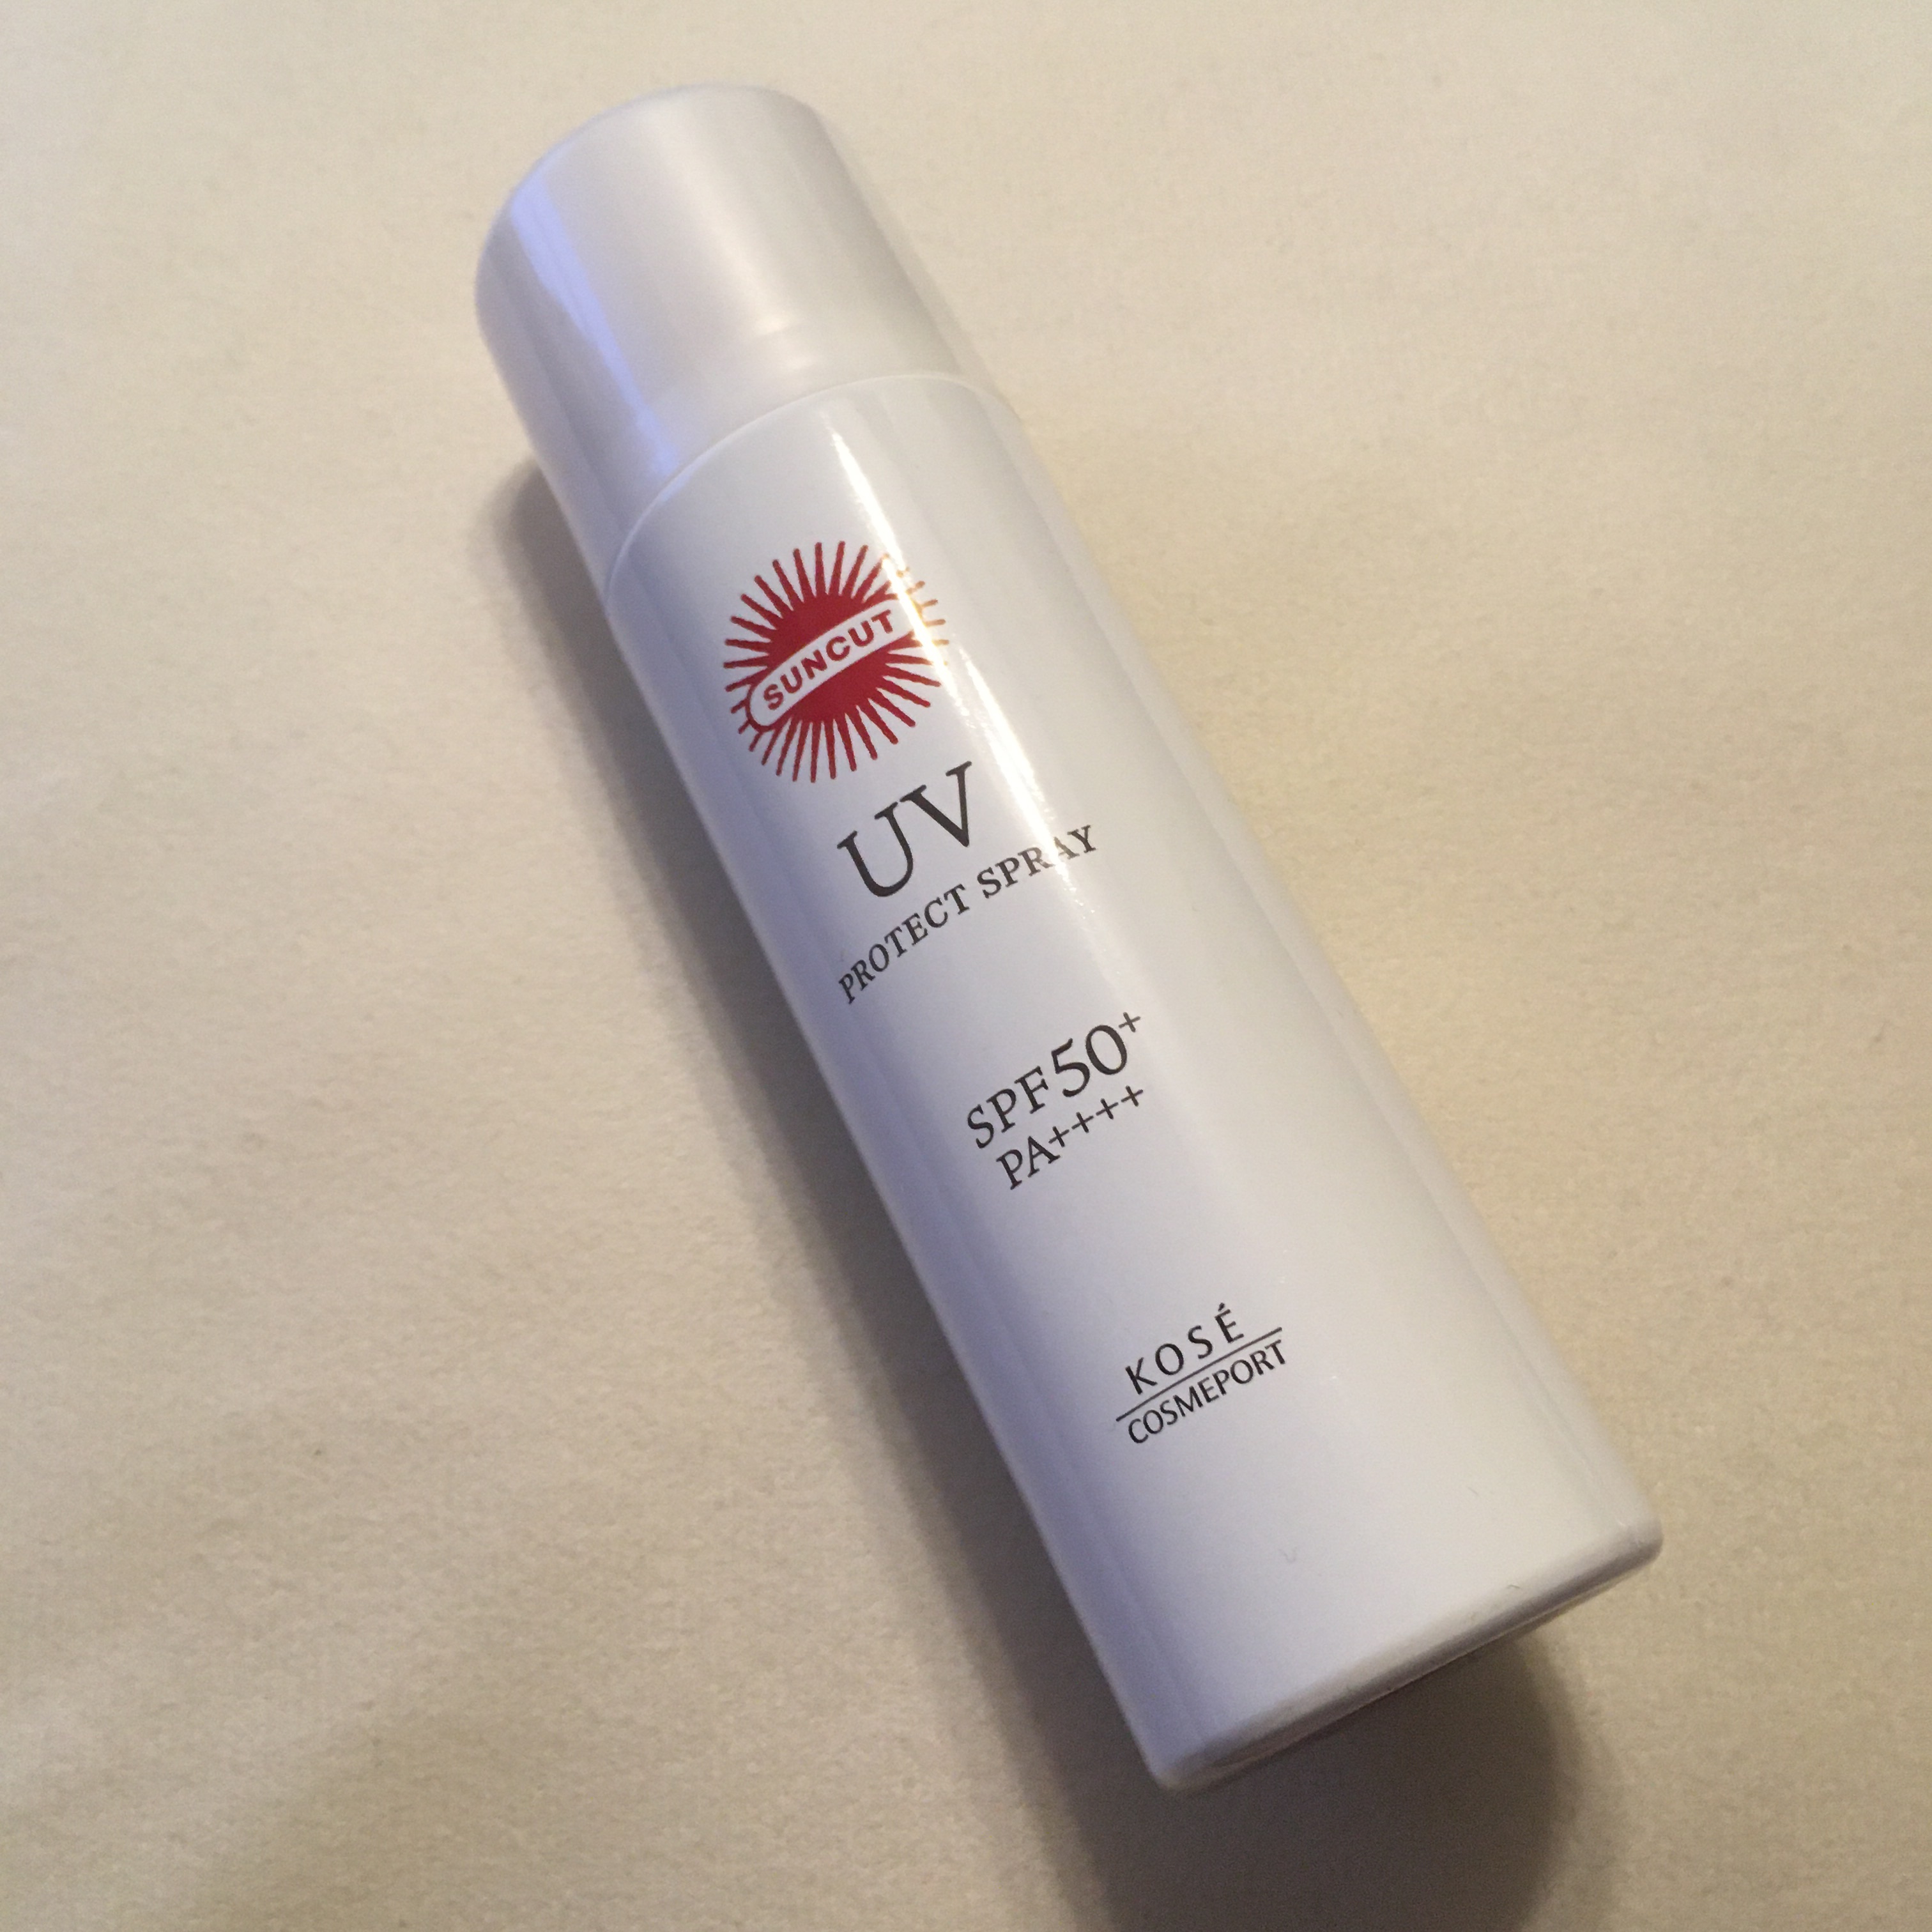 SUNCUT
UV
PROTECT SPRAY
SPF50+
PA++++
KOSÉ
COSMEPORT